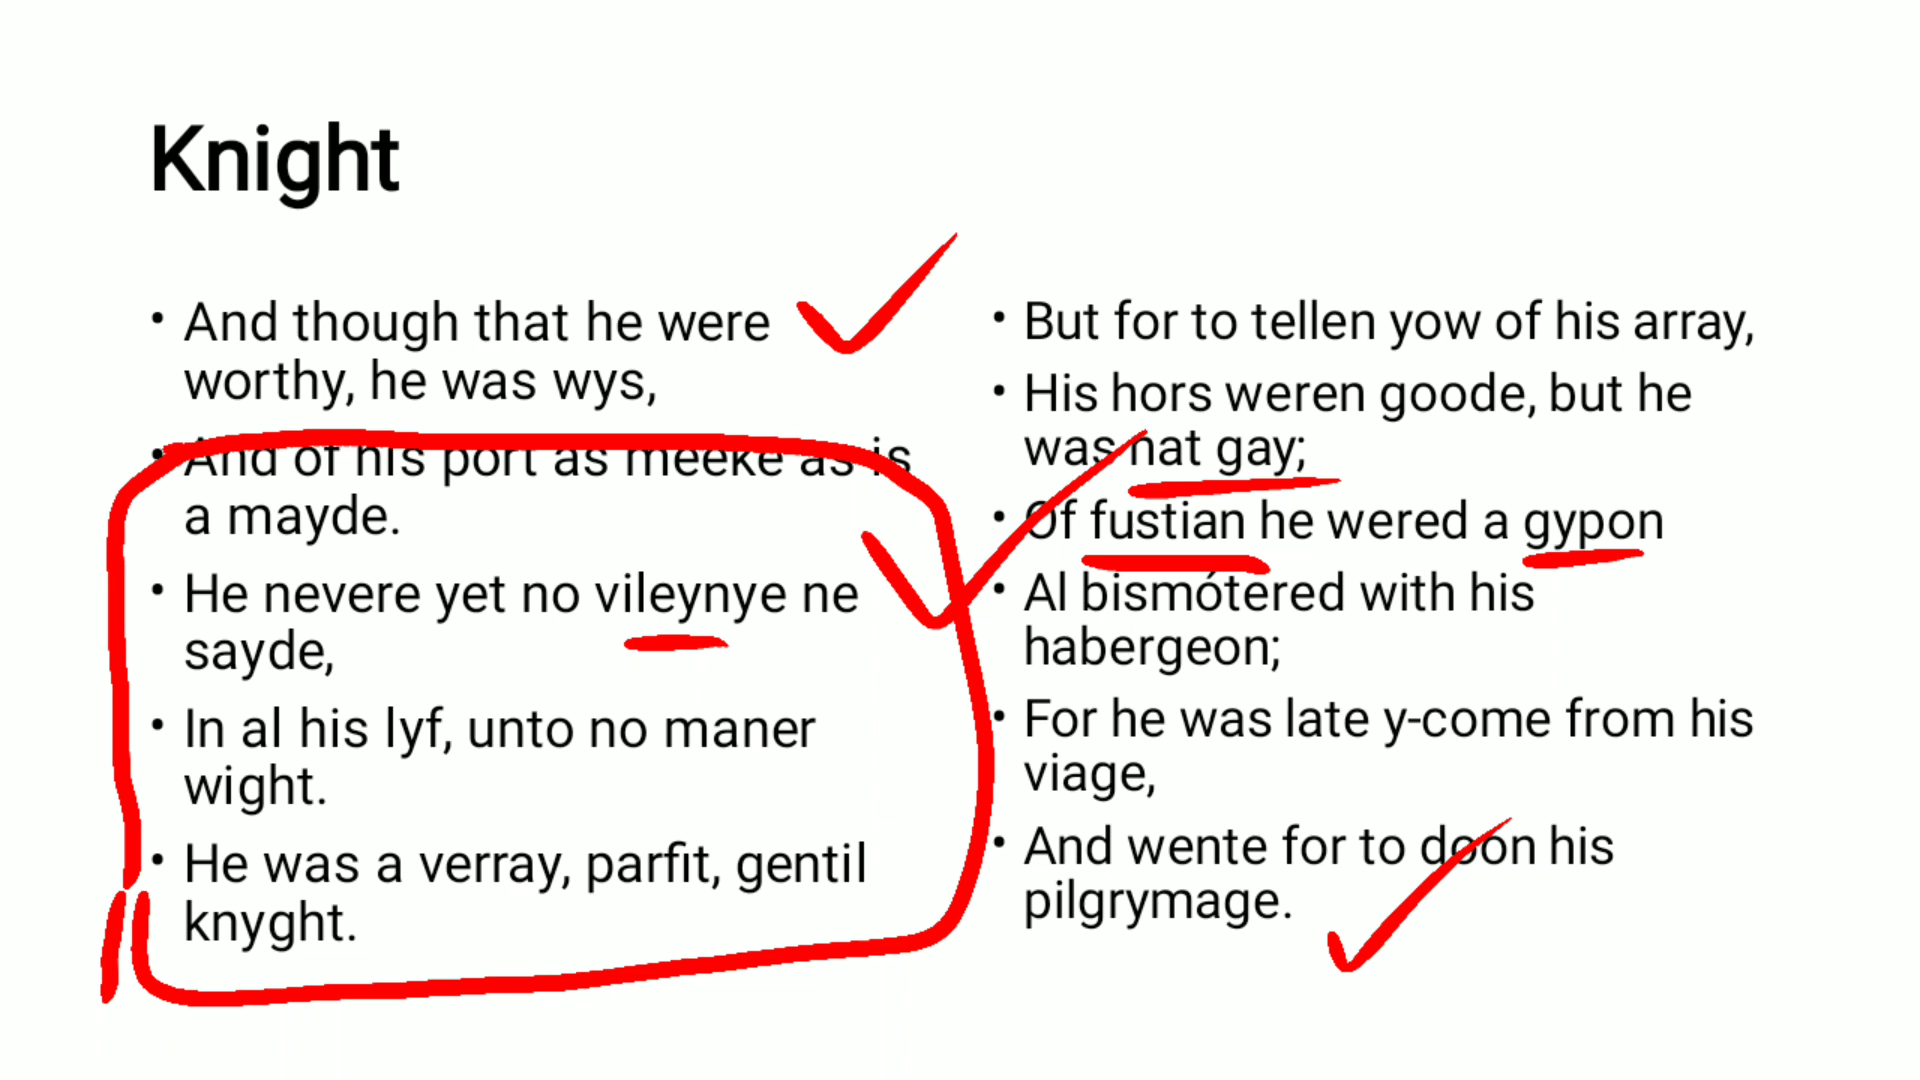 Knight
• And though that he were
worthy, he was wys,
• And of his port as meeke as is
a mayde.
• He nevere yet no vileynye ne
sayde,
• In al his lyf, unto no maner
wight.
• He was a verray, parfit, gentil
knyght.
• But for to tellen yow of his array,
• His hors weren goode, but he
was nat gay;
• Of fustian he wered a gypon
• Al bismótered with his
habergeon;
• For he was late y-come from his
viage,
• And wente for to doon his
pilgrymage.